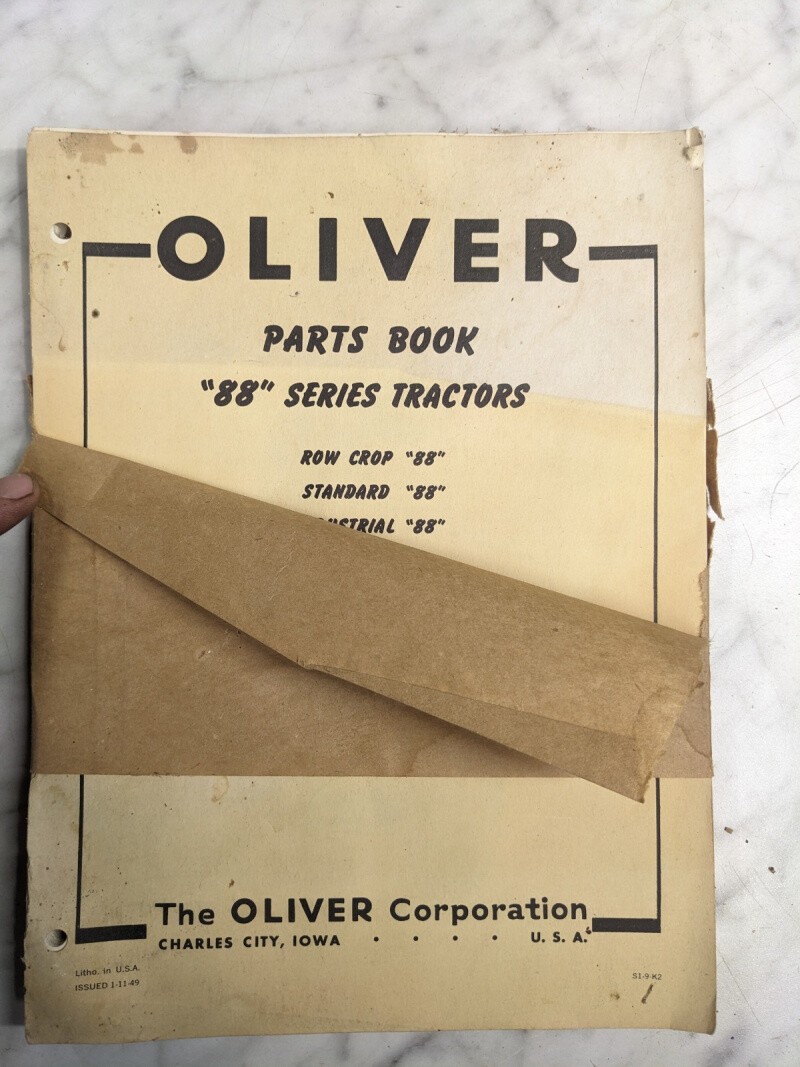 OLIVER
PARTS BOOK
"88" SERIES TRACTORS
ROW CROP "88"
STANDARD "88"
"88"
The OLIVER Corporation
CHARLES CITY, IOWA . . . . U. S. A.
Litho. in U.S.A.
ISSUED 1-11-49
S1-9-K2